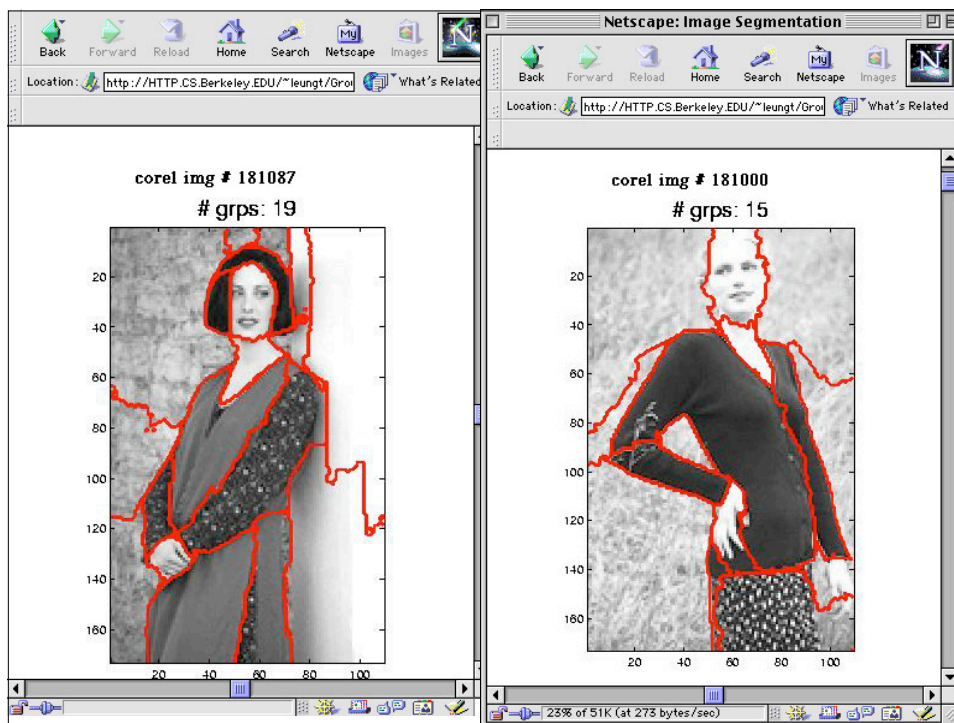 Back Forward Reload Home Search Netscape Images
Location: http://HTTP.CS.Berkeley.EDU/~leungt/Grou What's Related
corel img # 181087
# grps: 19
20
40
60
80
100
120
140
160
20 40 60 80 100
Netscape: Image Segmentation
Back Forward Reload Home Search Netscape Images
Location: http://HTTP.CS.Berkeley.EDU/~leungt/Grou What's Related
corel img # 181000
# grps: 15
20
40
60
80
100
120
140
160
20 40 60 80 100
23% of 51K (at 273 bytes/sec)